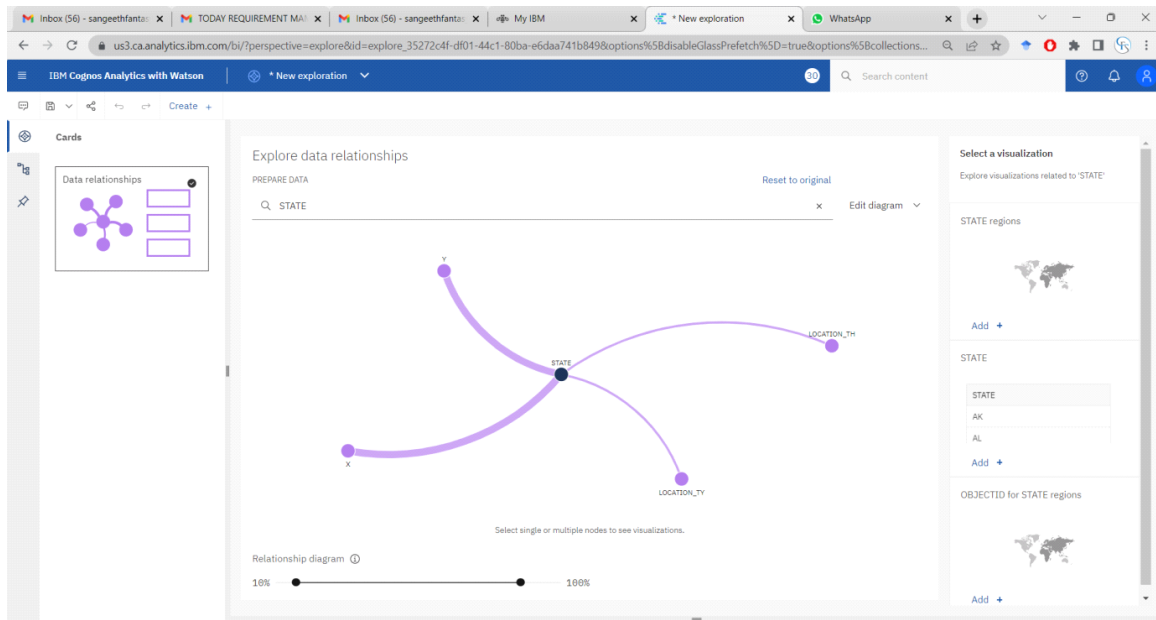 Inbox (56) - sangeethfantas
TODAY REQUIREMENT MAI
Inbox (56) - sangeethfantas
My IBM
* New exploration
WhatsApp
us3.ca.analytics.ibm.com/bi/?perspective=explore&id=explore_35272c4f-df01-44c1-80ba-e6daa741b849&options%5BdisableGlassPrefetch%5D=true&options%5Bcollections...
IBM Cognos Analytics with Watson
* New exploration
30
Search content
Create +
Cards
Data relationships
Explore data relationships
PREPARE DATA
Reset to original
STATE
Edit diagram
Y
LOCATION_TH
STATE
X
LOCATION_TY
Select single or multiple nodes to see visualizations.
Relationship diagram
10%
100%
Select a visualization
Explore visualizations related to 'STATE'
STATE regions
Add +
STATE
STATE
AK
AL
Add +
OBJECTID for STATE regions
Add +